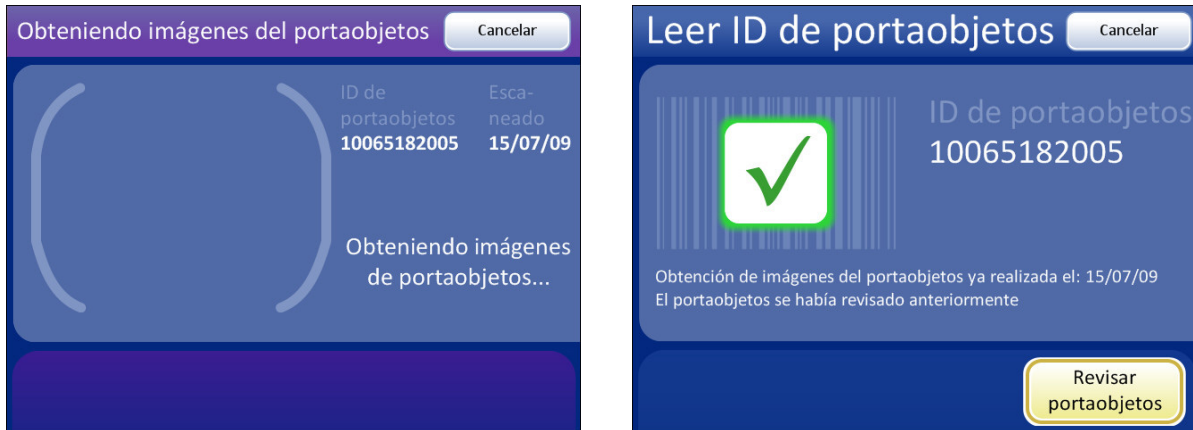 Obteniendo imágenes del portaobjetos
Cancelar
ID de
portaobjetos
10065182005
Esca-
neado
15/07/09
Obteniendo imágenes
de portaobjetos...
Leer ID de portaobjetos
Cancelar
ID de portaobjetos
10065182005
Obtención de imágenes del portaobjetos ya realizada el: 15/07/09
El portaobjetos se había revisado anteriormente
Revisar
portaobjetos